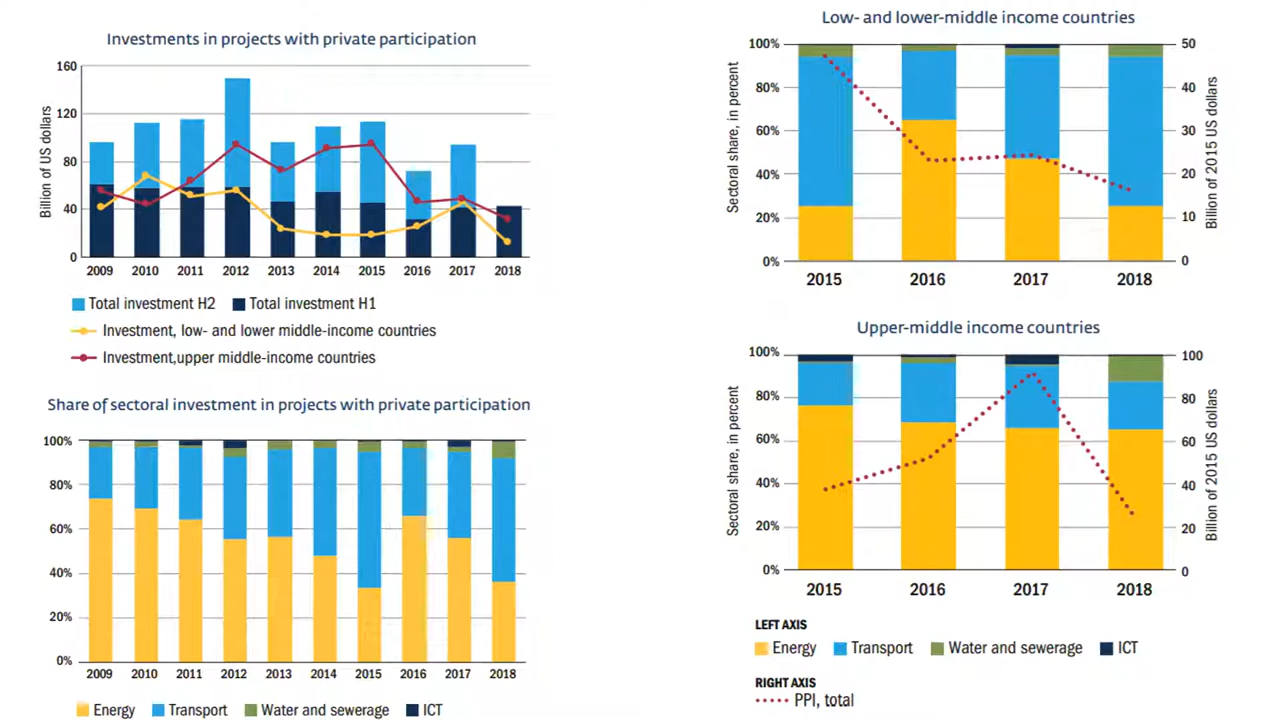 Investments in projects with private participation
Billion of US dollars
160
120
80
40
0
2009 2010 2011 2012 2013 2014 2015 2016 2017 2018
Total investment H2 Total investment H1
Investment, low- and lower middle-income countries
Investment,upper middle-income countries
Share of sectoral investment in projects with private participation
100%
80%
60%
40%
20%
0%
2009 2010 2011 2012 2013 2014 2015 2016 2017 2018
Energy Transport Water and sewerage ICT
Low- and lower-middle income countries
Sectoral share, in percent
100%
80%
60%
40%
20%
0%
50
40
30
20
10
0
Billion of 2015 US dollars
2015 2016 2017 2018
Upper-middle income countries
Sectoral share, in percent
100%
80%
60%
40%
20%
0%
100
80
60
40
20
0
Billion of 2015 US dollars
2015 2016 2017 2018
LEFT AXIS
Energy Transport Water and sewerage ICT
RIGHT AXIS
PPI, total